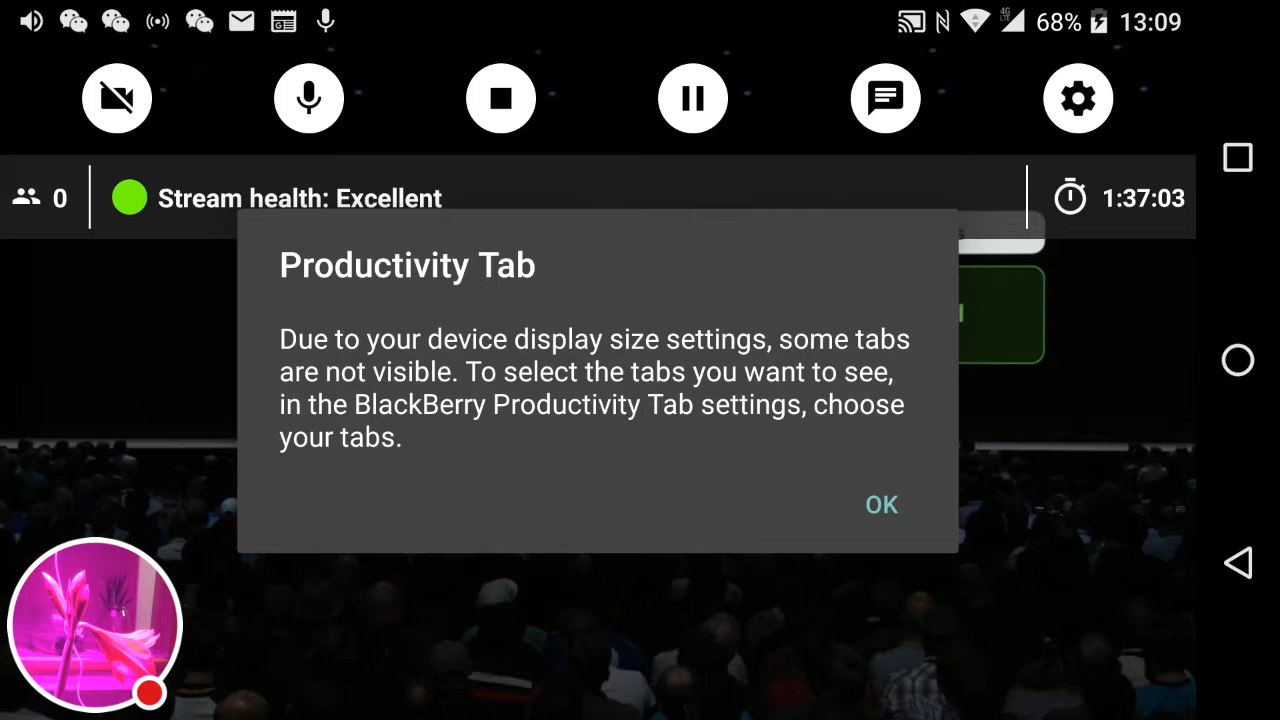 4G
LTE
68%
13:09
0
Stream health: Excellent
1:37:03
Productivity Tab
Due to your device display size settings, some tabs
are not visible. To select the tabs you want to see,
in the BlackBerry Productivity Tab settings, choose
your tabs.
OK